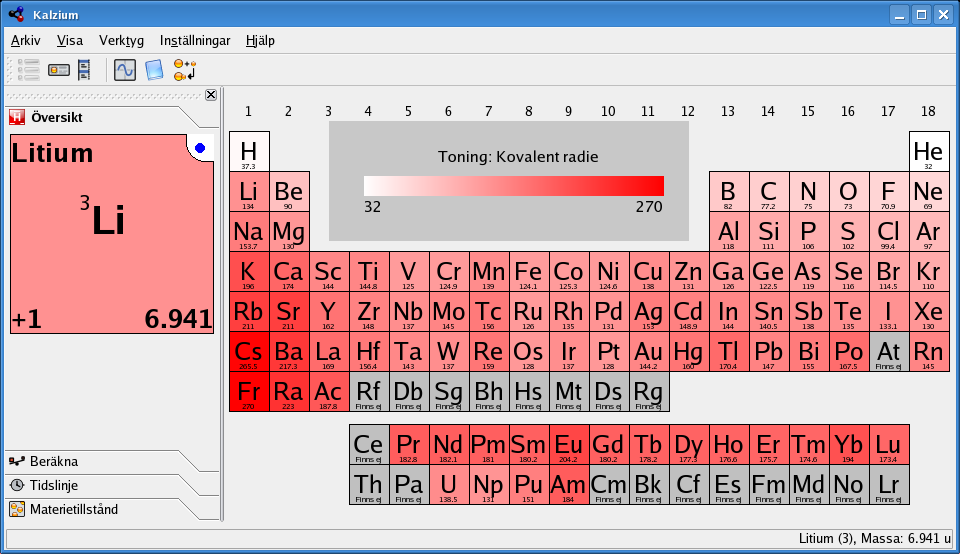 Kalzium
Arkiv Visa Verktyg Inställningar Hjälp
Översikt
Litium
3
Li
+1 6.941
Beräkna
Tidslinje
Materietillstånd
1 2 3 4 5 6 7 8 9 10 11 12 13 14 15 16 17 18
Toning: Kovalent radie
32 270
H He
37.3 32
Li Be B C N O F Ne
134 90 82 77.2 75 73 70.9 69
Na Mg Al Si P S Cl Ar
153.7 130 118 111 106 102 99.4 97
K Ca Sc Ti V Cr Mn Fe Co Ni Cu Zn Ga Ge As Se Br Kr
196 174 144 144.8 125 124.9 139 124.1 125.3 124.6 138 131 126 122.5 119 116 114.5 110
Rb Sr Y Zr Nb Mo Tc Ru Rh Pd Ag Cd In Sn Sb Te I Xe
211 211 162 148 137 145 156 126 135 131 153 148.9 144 140.5 138 135 133.1 130
Cs Ba La Hf Ta W Re Os Ir Pt Au Hg Tl Pb Bi Po At Rn
265.5 217.3 169 156.4 143 137 159 128 137 128 144.2 160 170.4 147 155 167.5 Finns ej 145
Fr Ra Ac Rf Db Sg Bh Hs Mt Ds Rg
270 223 187.8 Finns ej Finns ej Finns ej Finns ej Finns ej Finns ej Finns ej Finns ej
Ce Pr Nd Pm Sm Eu Gd Tb Dy Ho Er Tm Yb Lu
Finns ej 182.8 182.1 181 180.2 204.2 180.2 178.2 177.3 176.6 175.7 174.6 194 173.4
Th Pa U Np Pu Am Cm Bk Cf Es Fm Md No Lr
Finns ej Finns ej 138.5 131 151 184 Finns ej Finns ej Finns ej Finns ej Finns ej Finns ej Finns ej Finns ej
Litium (3), Massa: 6.941 u